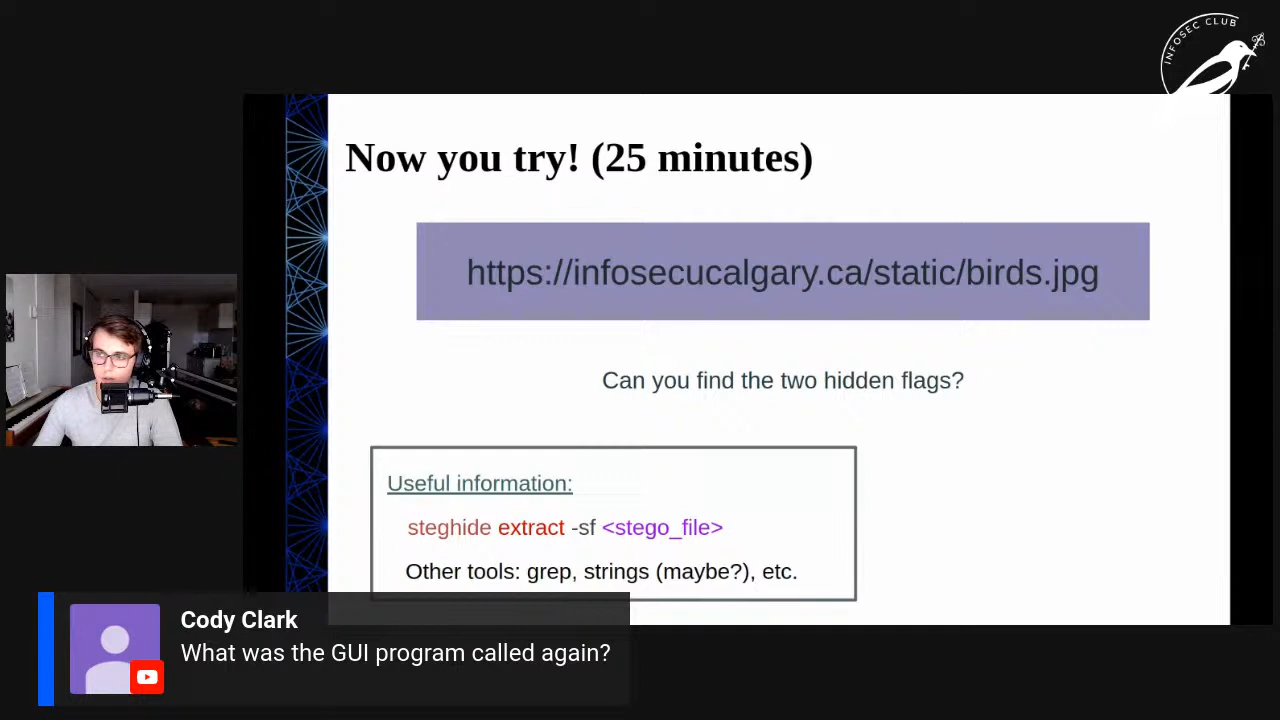 INFOSEC CLUB
Now you try! (25 minutes)
https://infosecucalgary.ca/static/birds.jpg
Can you find the two hidden flags?
Useful information:
steghide extract -sf <stego_file>
Other tools: grep, strings (maybe?), etc.
Cody Clark
What was the GUI program called again?